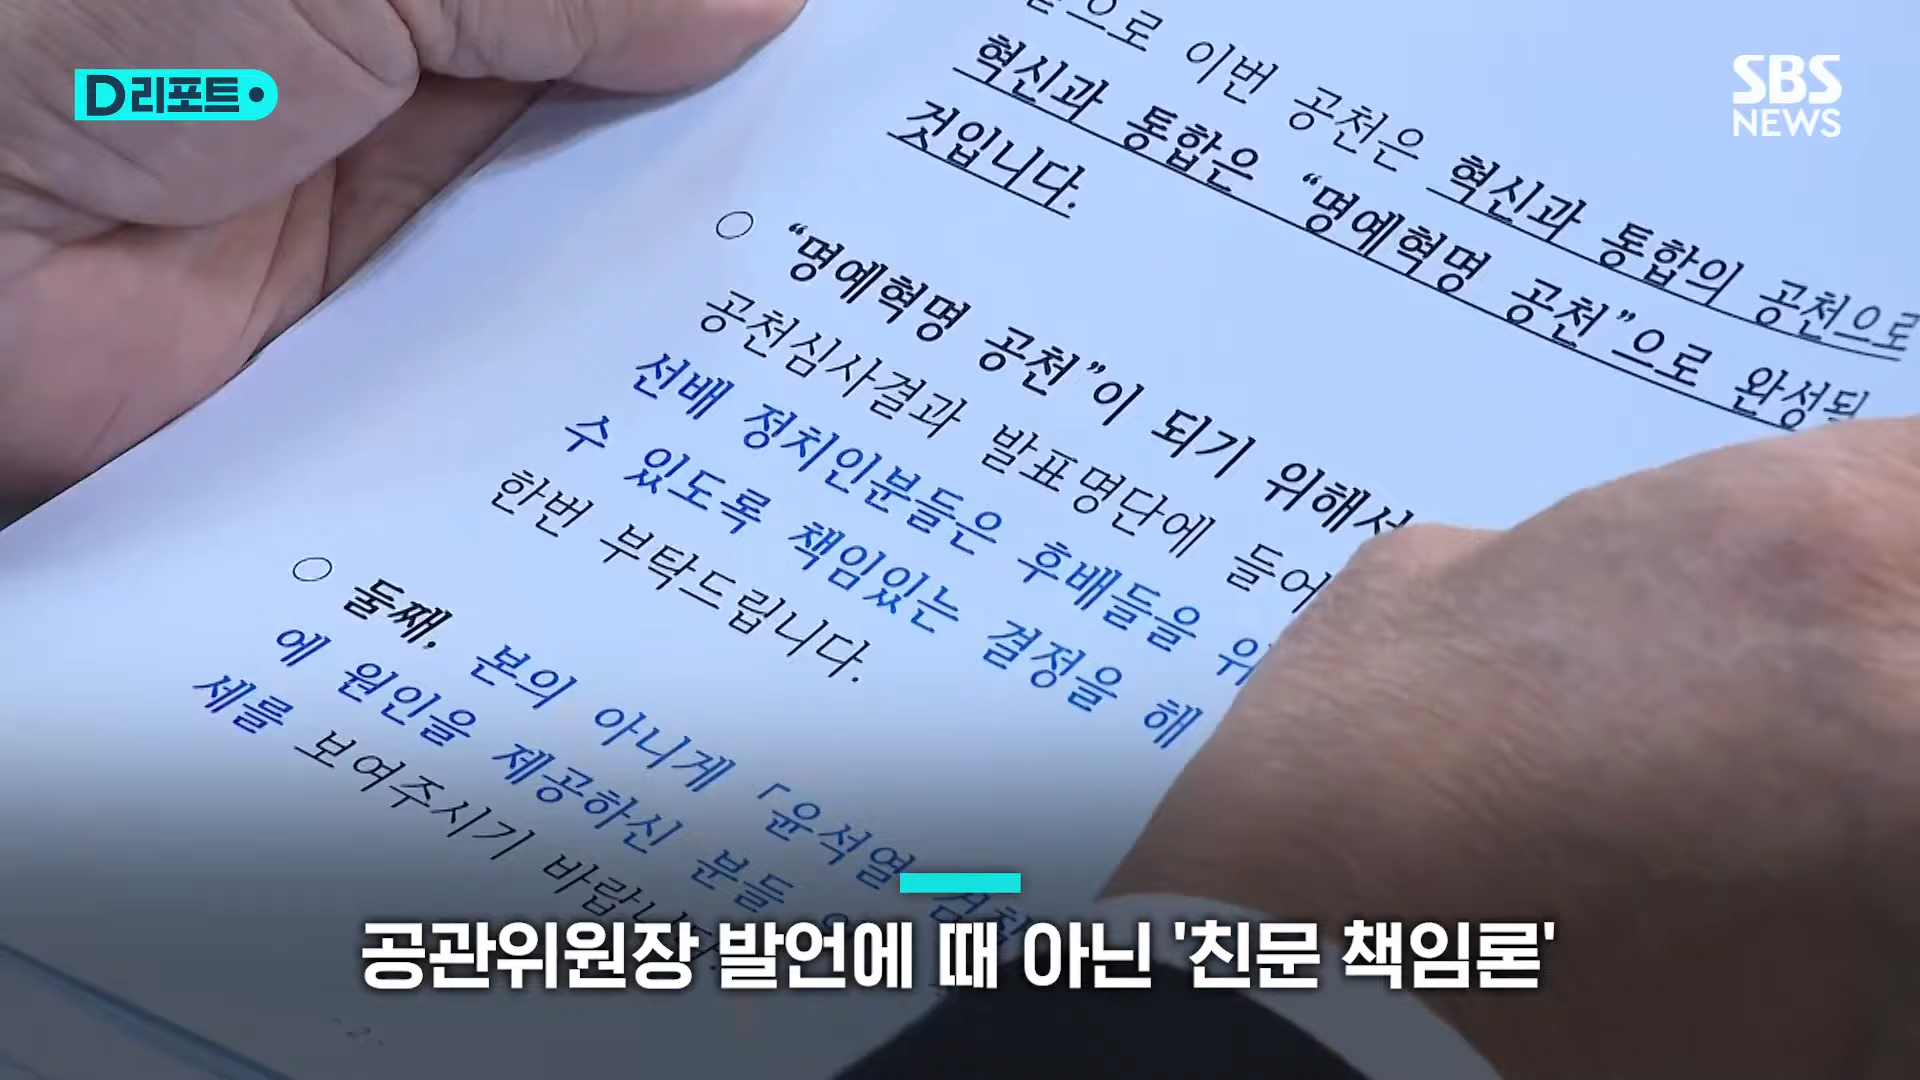 D리포트
SBS
NEWS
으로 이번 공천은 혁신과 통합의 공천으로
혁신과 통합은 “명예혁명 공천”으로 완성될
것입니다.
○ “명예혁명 공천”이 되기 위해서
공천심사결과 발표명단에 들어
선배 정치인분들은 후배들을 위
수 있도록 책임있는 결정을 해
한번 부탁드립니다.
○ 둘째, 본의 아니게 「윤석열 검찰
에 원인을 제공하신 분들
세를 보여주시기 바랍니다.
공관위원장 발언에 때 아닌 '친문 책임론'
- 2 -